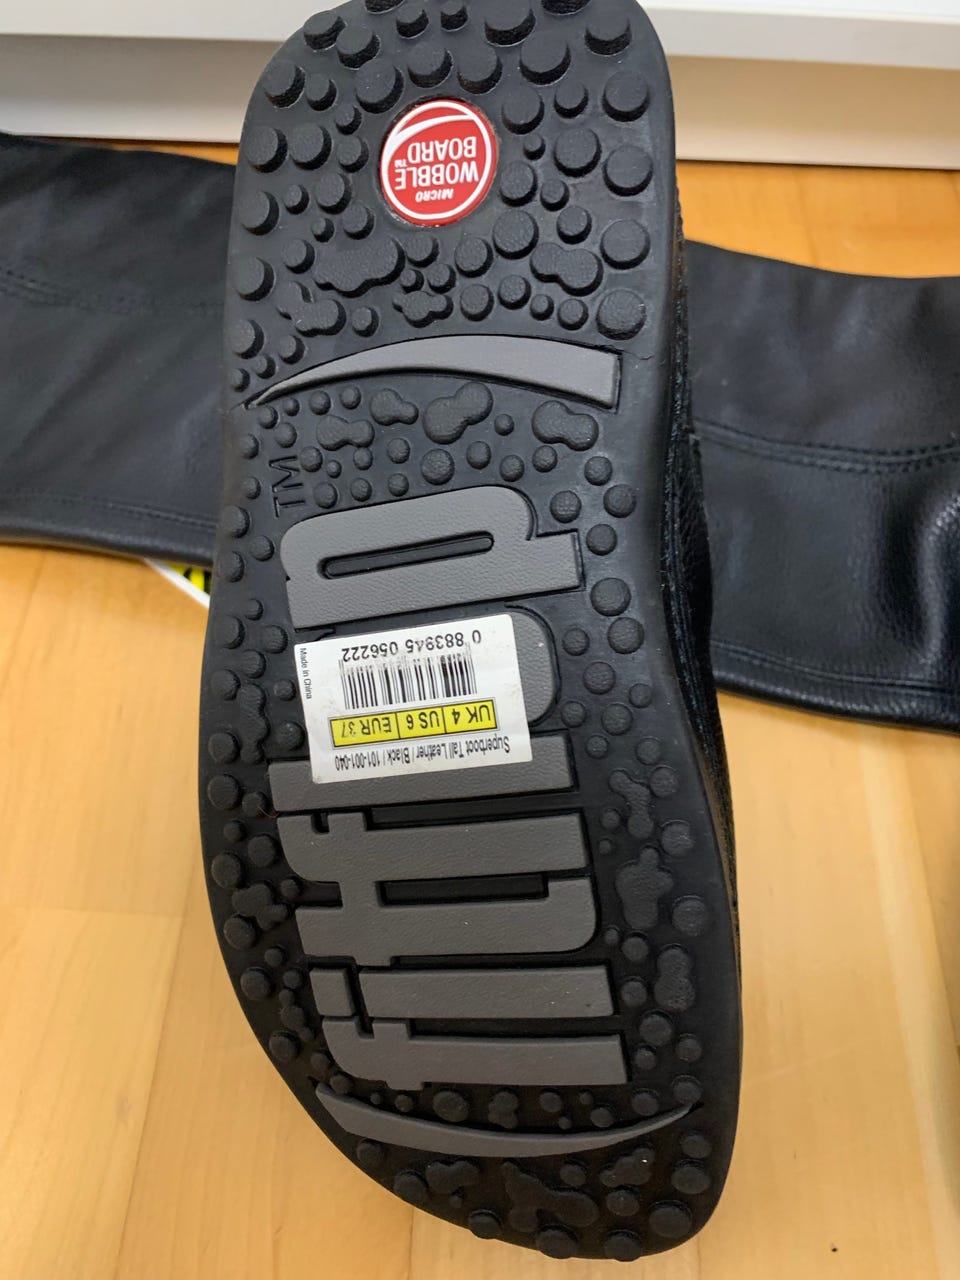 MICRO
WOBBLE
BOARD™
TM
fitflop
Superboot Tall Leather Black / 101-001-040
UK 4 US 6 EUR 37
0 883945 056222
Made in China